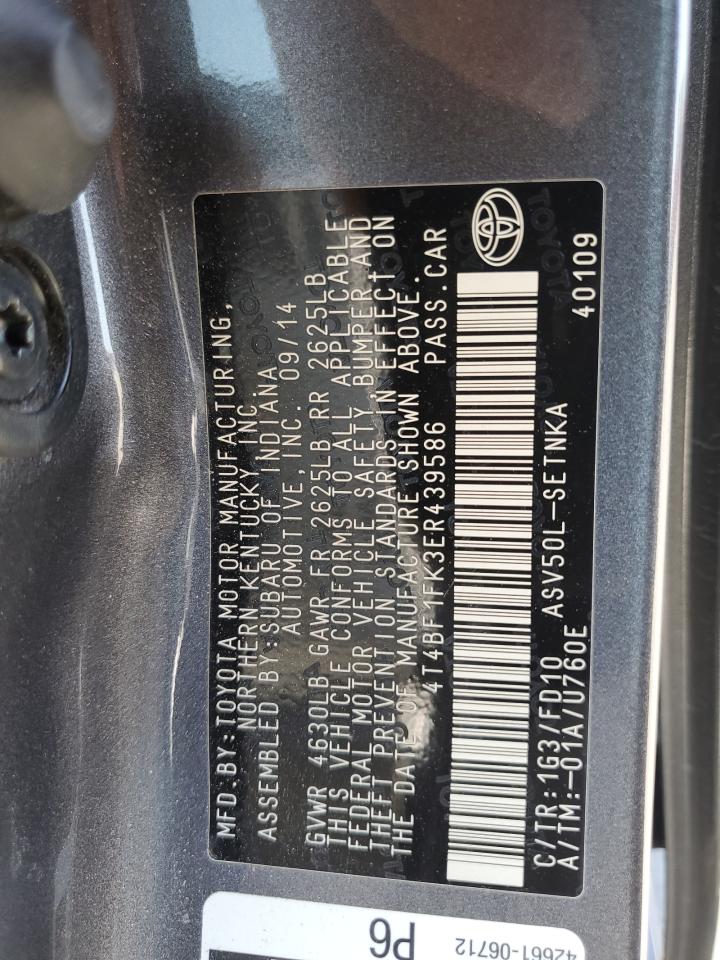 MFD.BY:TOYOTA MOTOR MANUFACTURING,
NORTHERN KENTUCKY,INC.
ASSEMBLED BY:SUBARU OF INDIANA
AUTOMOTIVE,INC. 09/14
GVWR 4630LB GAWR-FR 2625LB RR 2625LB
THIS VEHICLE CONFORMS TO ALL APPLICABLE
FEDERAL MOTOR VEHICLE SAFETY,BUMPER,AND
THEFT PREVENTION STANDARDS IN EFFECT ON
THE DATE OF MANUFACTURE SHOWN ABOVE.
4T4BF1FK3ER439586 PASS.CAR
C/TR:1G3/FD10 ASV50L-SETNKA 40109
A/TM:-01A/U760E
P6
42661-06712